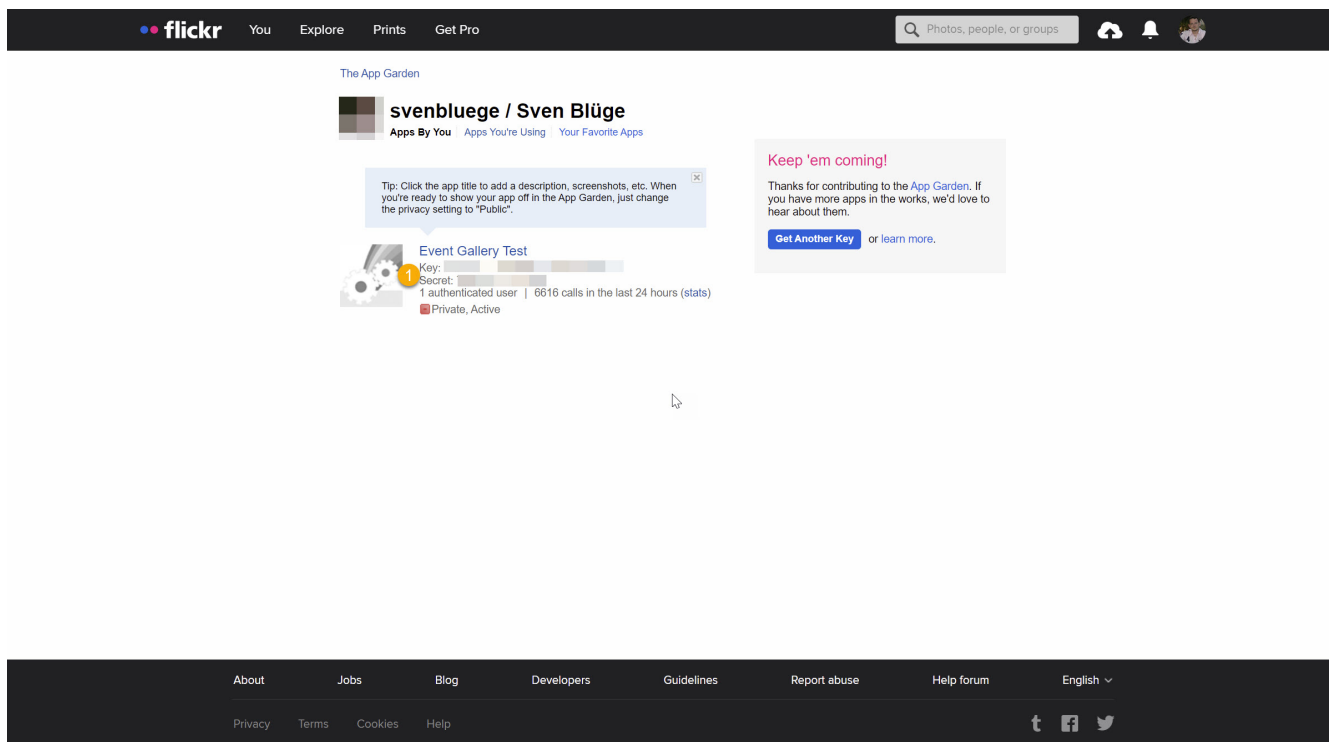 flickr You Explore Prints Get Pro Photos, people, or groups
The App Garden
svenbluege / Sven Blüge
Apps By You Apps You're Using Your Favorite Apps
Tip: Click the app title to add a description, screenshots, etc. When
you're ready to show your app off in the App Garden, just change
the privacy setting to "Public".
Event Gallery Test
Key:
1
Secret:
1 authenticated user | 6616 calls in the last 24 hours (stats)
Private, Active
Keep 'em coming!
Thanks for contributing to the App Garden. If
you have more apps in the works, we'd love to
hear about them.
Get Another Key or learn more.
About Jobs Blog Developers Guidelines Report abuse Help forum English
Privacy Terms Cookies Help